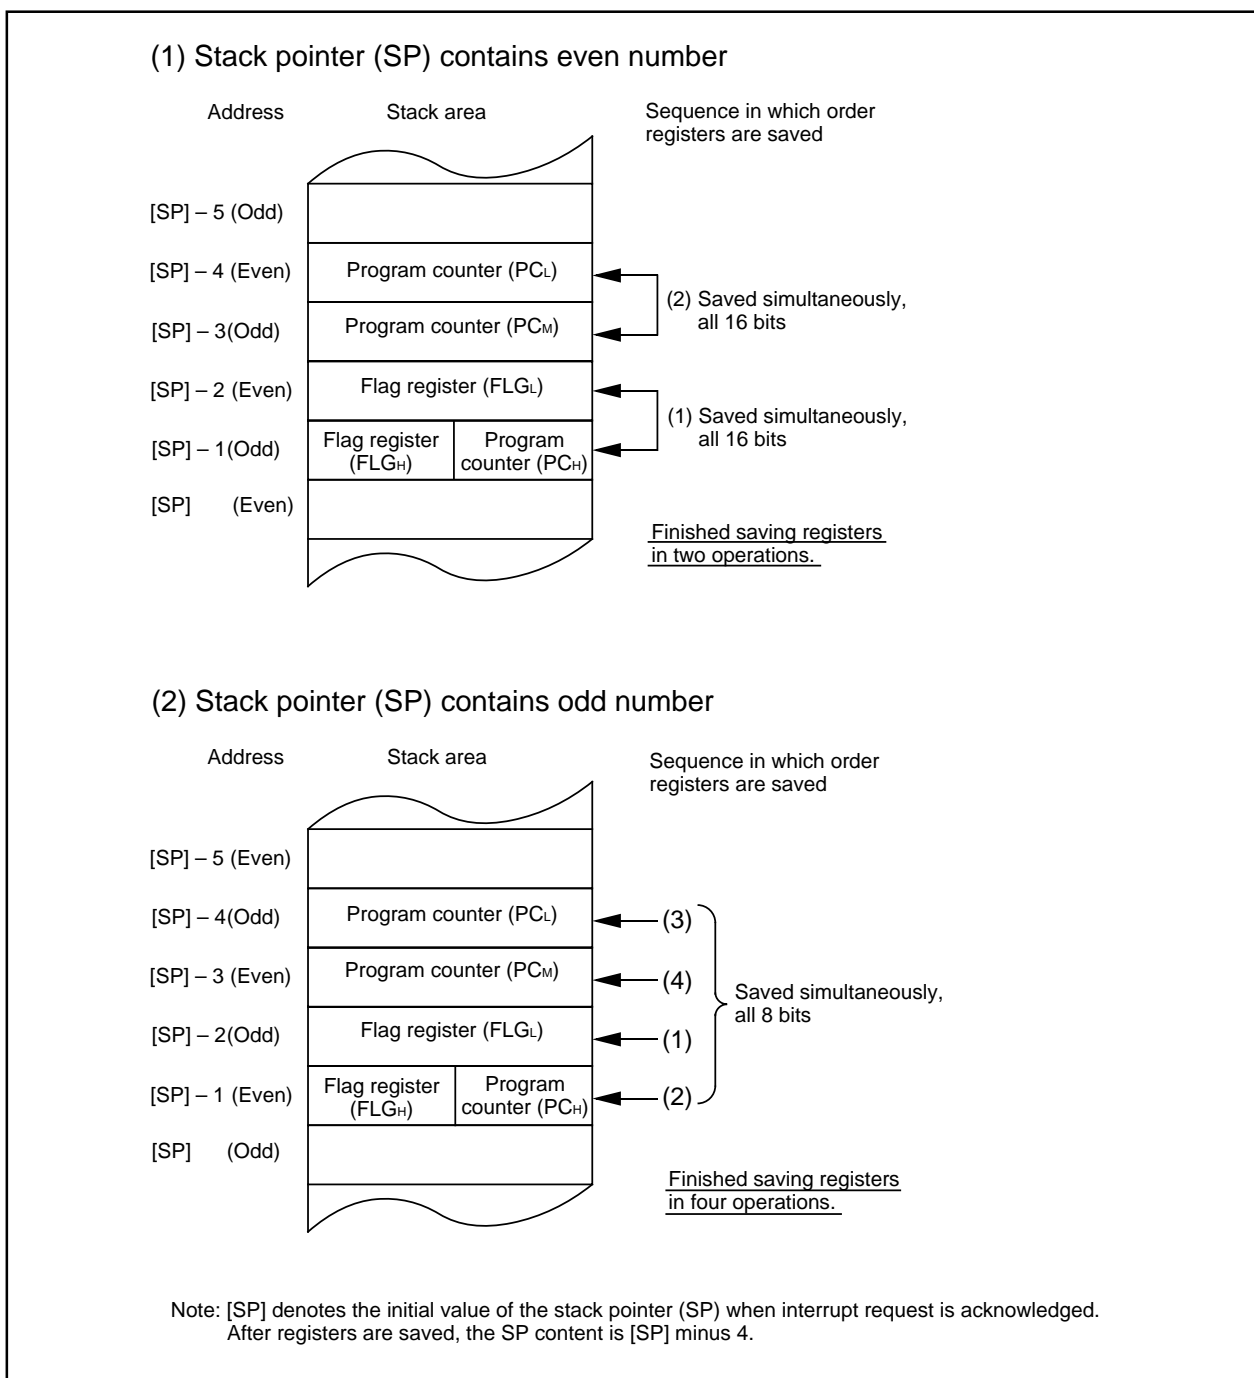 (1) Stack pointer (SP) contains even number
Address Stack area Sequence in which order
registers are saved
[SP] – 5 (Odd)
[SP] – 4 (Even) Program counter (PCL)
(2) Saved simultaneously,
all 16 bits
[SP] – 3(Odd) Program counter (PCM)
[SP] – 2 (Even) Flag register (FLGL)
(1) Saved simultaneously,
all 16 bits
[SP] – 1(Odd) Flag register
(FLGH) Program
counter (PCH)
[SP] (Even)
Finished saving registers
in two operations.
(2) Stack pointer (SP) contains odd number
Address Stack area Sequence in which order
registers are saved
[SP] – 5 (Even)
[SP] – 4(Odd) Program counter (PCL) (3)
[SP] – 3 (Even) Program counter (PCM) (4)
Saved simultaneously,
all 8 bits
[SP] – 2(Odd) Flag register (FLGL) (1)
[SP] – 1 (Even) Flag register
(FLGH) Program
counter (PCH) (2)
[SP] (Odd)
Finished saving registers
in four operations.
Note: [SP] denotes the initial value of the stack pointer (SP) when interrupt request is acknowledged.
After registers are saved, the SP content is [SP] minus 4.